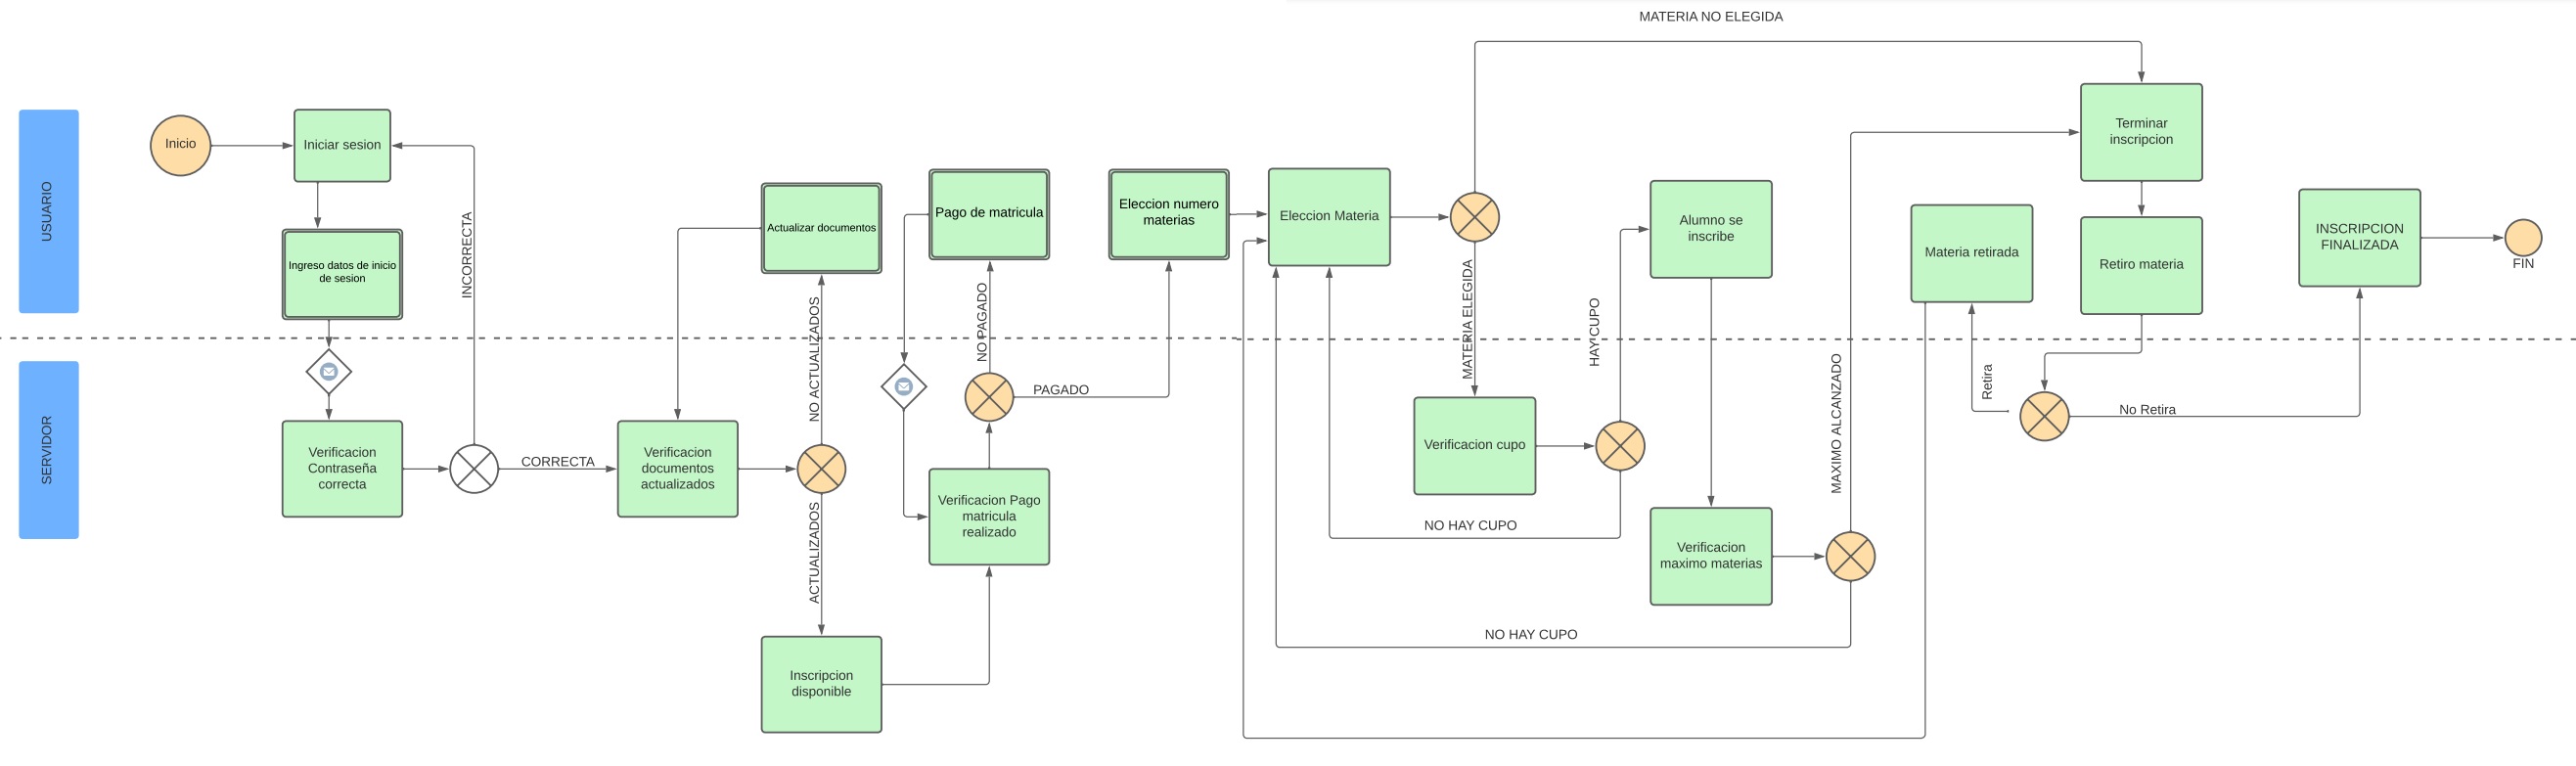 MATERIA NO ELEGIDA
USUARIO
Inicio
Iniciar sesion
Ingreso datos de inicio
de sesion
INCORRECTA
SERVIDOR
Verificacion
Contraseña
correcta
CORRECTA
Verificacion
documentos
actualizados
Actualizar documentos
NO ACTUALIZADOS
ACTUALIZADOS
Inscripcion
disponible
Pago de matricula
NO PAGADO
PAGADO
Verificacion Pago
matricula
realizado
Eleccion numero
materias
Eleccion Materia
MATERIA ELEGIDA
Verificacion cupo
HAY CUPO
NO HAY CUPO
Alumno se
inscribe
Verificacion
maximo materias
MAXIMO ALCANZADO
NO HAY CUPO
Terminar
inscripcion
Retiro materia
Materia retirada
Retira
No Retira
INSCRIPCION
FINALIZADA
FIN